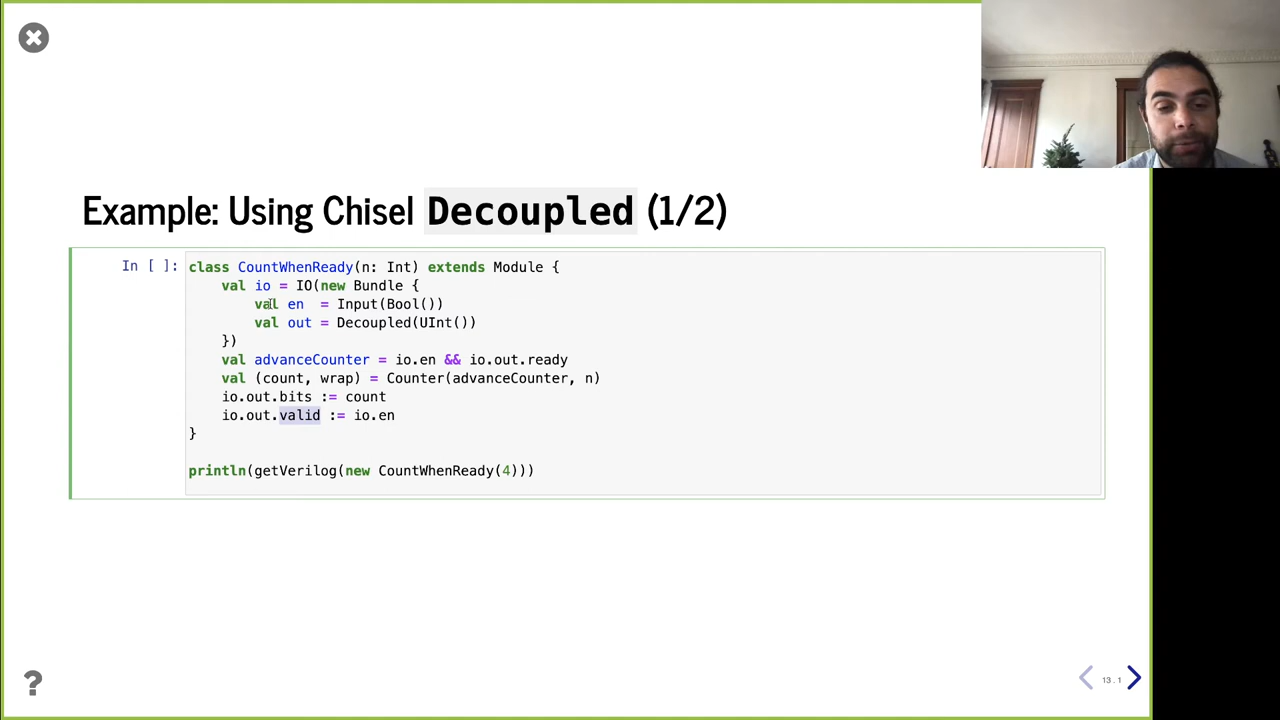 Example: Using Chisel Decoupled (1/2)
In [ ]:
class CountWhenReady(n: Int) extends Module {
    val io = IO(new Bundle {
        val en  = Input(Bool())
        val out = Decoupled(UInt())
    })
    val advanceCounter = io.en && io.out.ready
    val (count, wrap) = Counter(advanceCounter, n)
    io.out.bits := count
    io.out.valid := io.en
}
println(getVerilog(new CountWhenReady(4)))
?
13.1